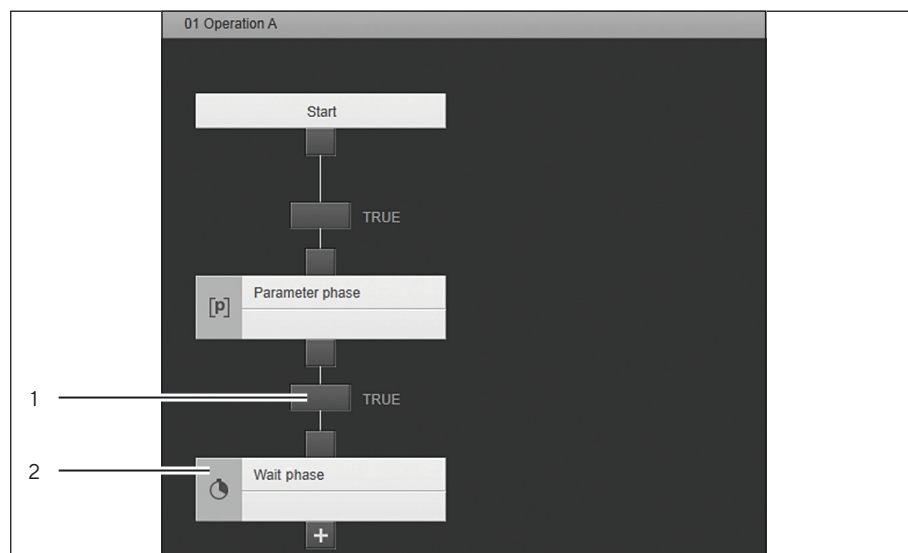 01 Operation A
Start
TRUE
[p] Parameter phase
1
TRUE
2
Wait phase
+